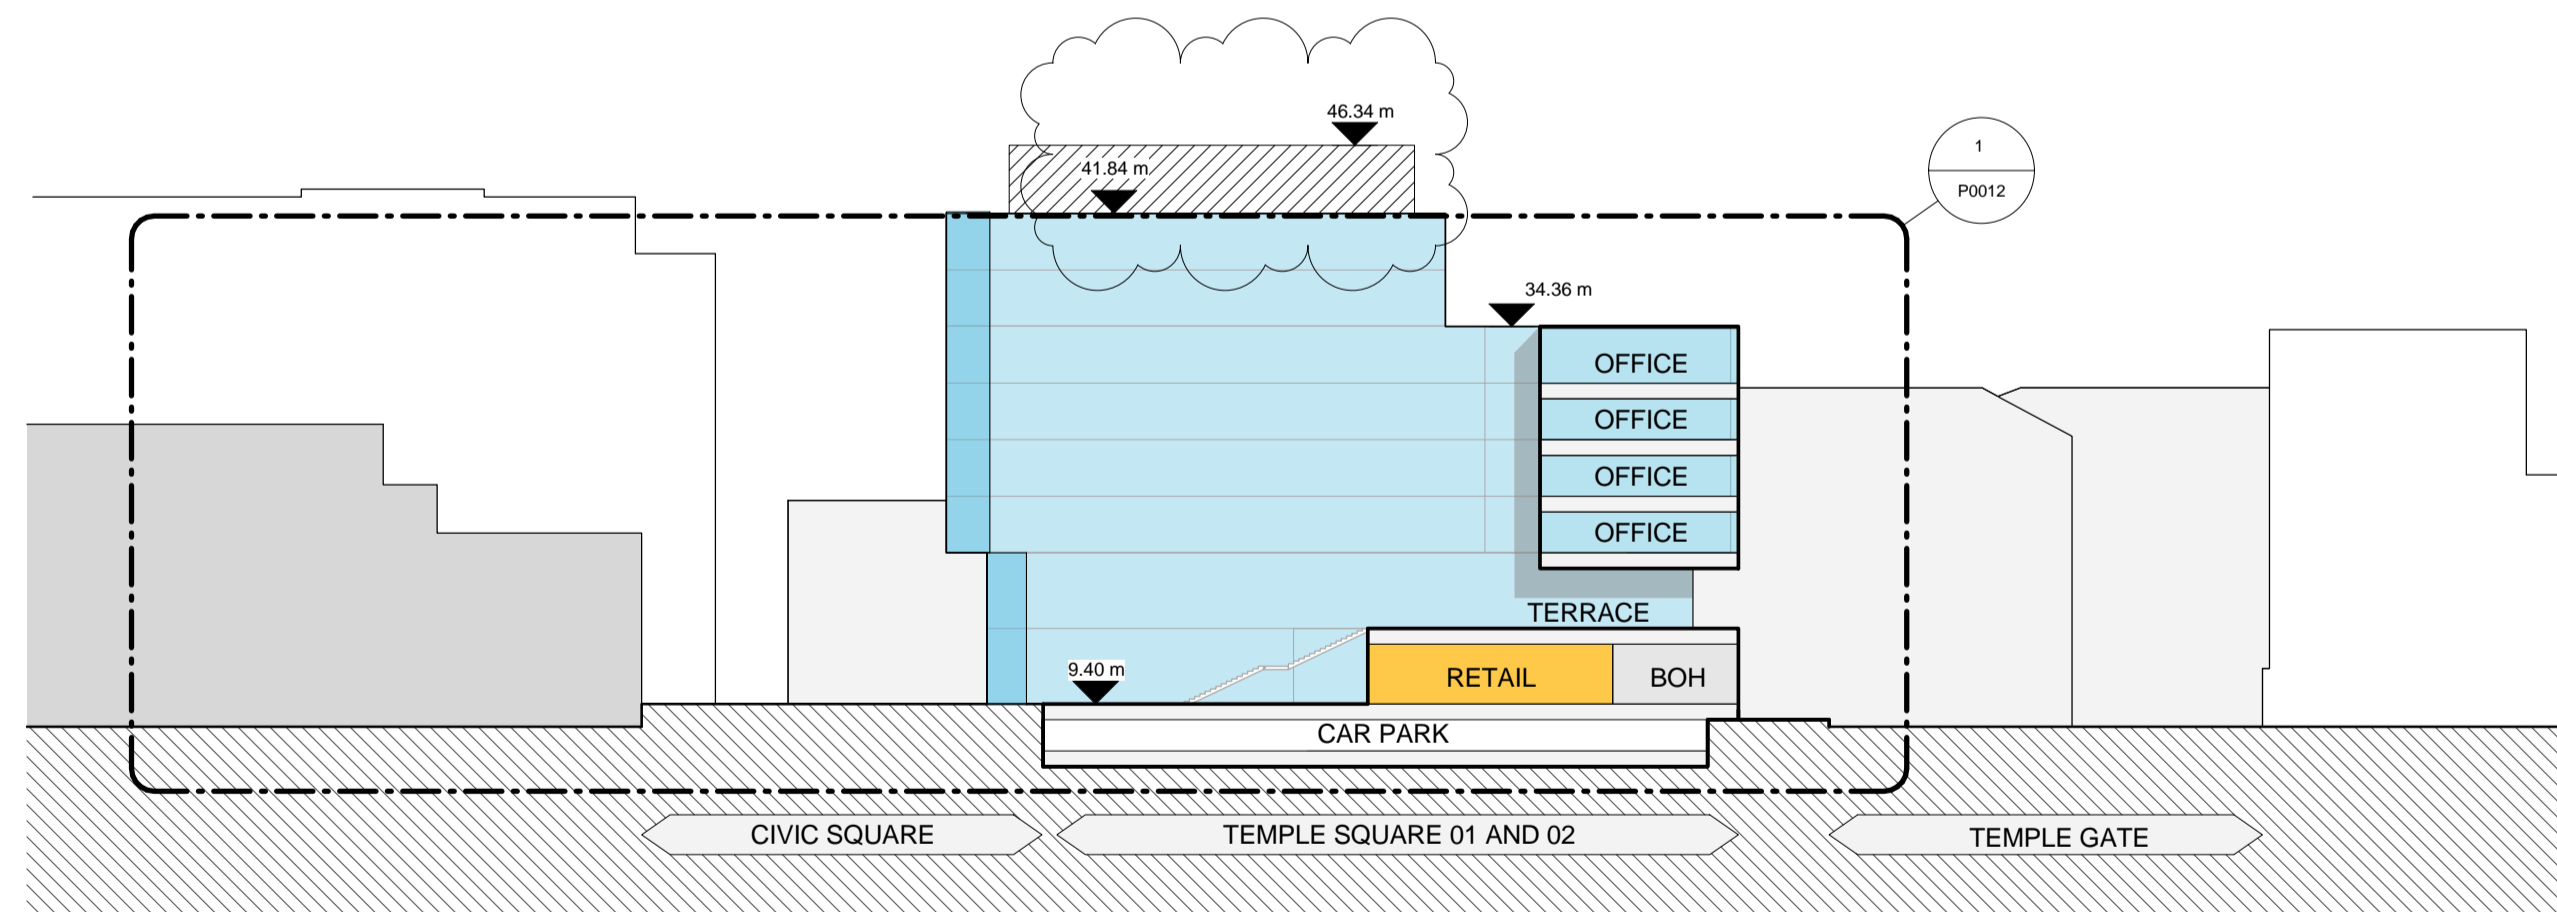 46.34 m
41.84 m
1
P0012
34.36 m
OFFICE
OFFICE
OFFICE
OFFICE
TERRACE
9.40 m
RETAIL
BOH
CAR PARK
CIVIC SQUARE
TEMPLE SQUARE 01 AND 02
TEMPLE GATE